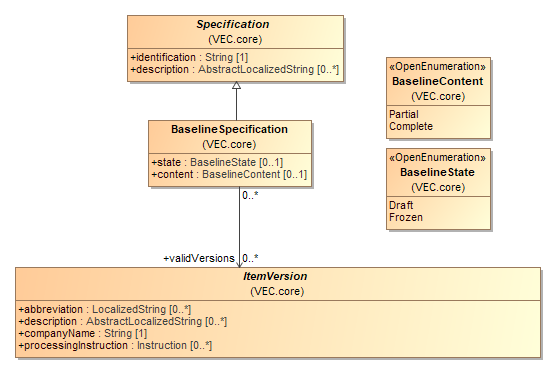 Specification
(VEC.core)
+identification : String [1]
+description : AbstractLocalizedString [0..*]
«OpenEnumeration»
BaselineContent
(VEC.core)
Partial
Complete
BaselineSpecification
(VEC.core)
+state : BaselineState [0..1]
+content : BaselineContent [0..1]
«OpenEnumeration»
BaselineState
(VEC.core)
Draft
Frozen
0..*
+validVersions 0..*
ItemVersion
(VEC.core)
+abbreviation : LocalizedString [0..*]
+description : AbstractLocalizedString [0..*]
+companyName : String [1]
+processingInstruction : Instruction [0..*]